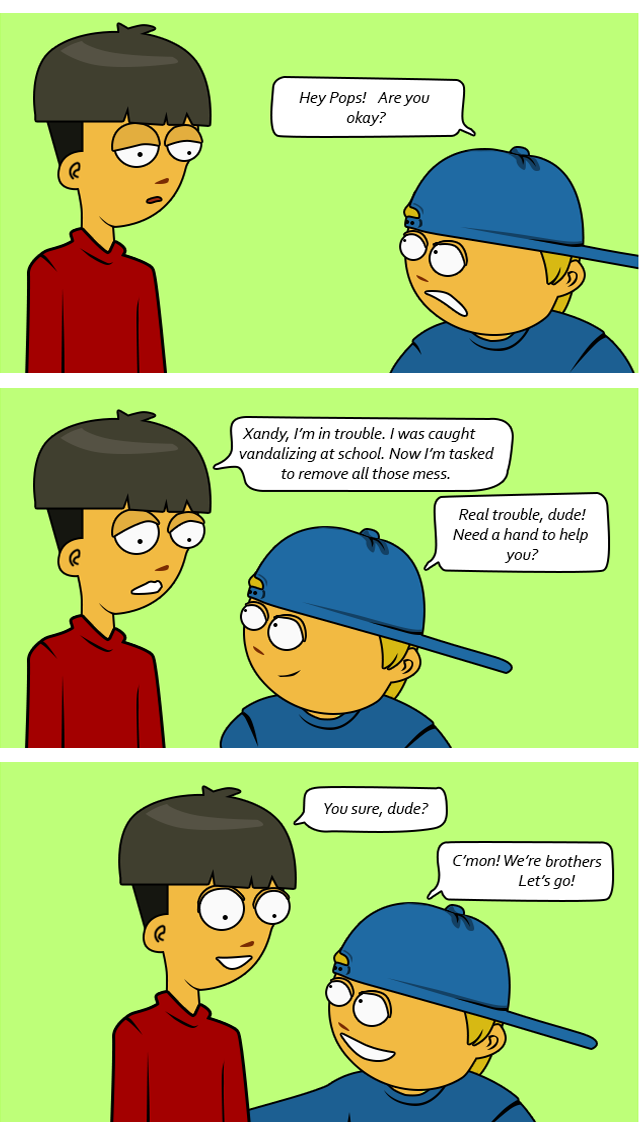 Hey Pops!   Are you
okay?
Xandy, I'm in trouble. I was caught
vandalizing at school. Now I'm tasked
to remove all those mess.
Real trouble, dude!
Need a hand to help
you?
You sure, dude?
C'mon! We're brothers
Let's go!